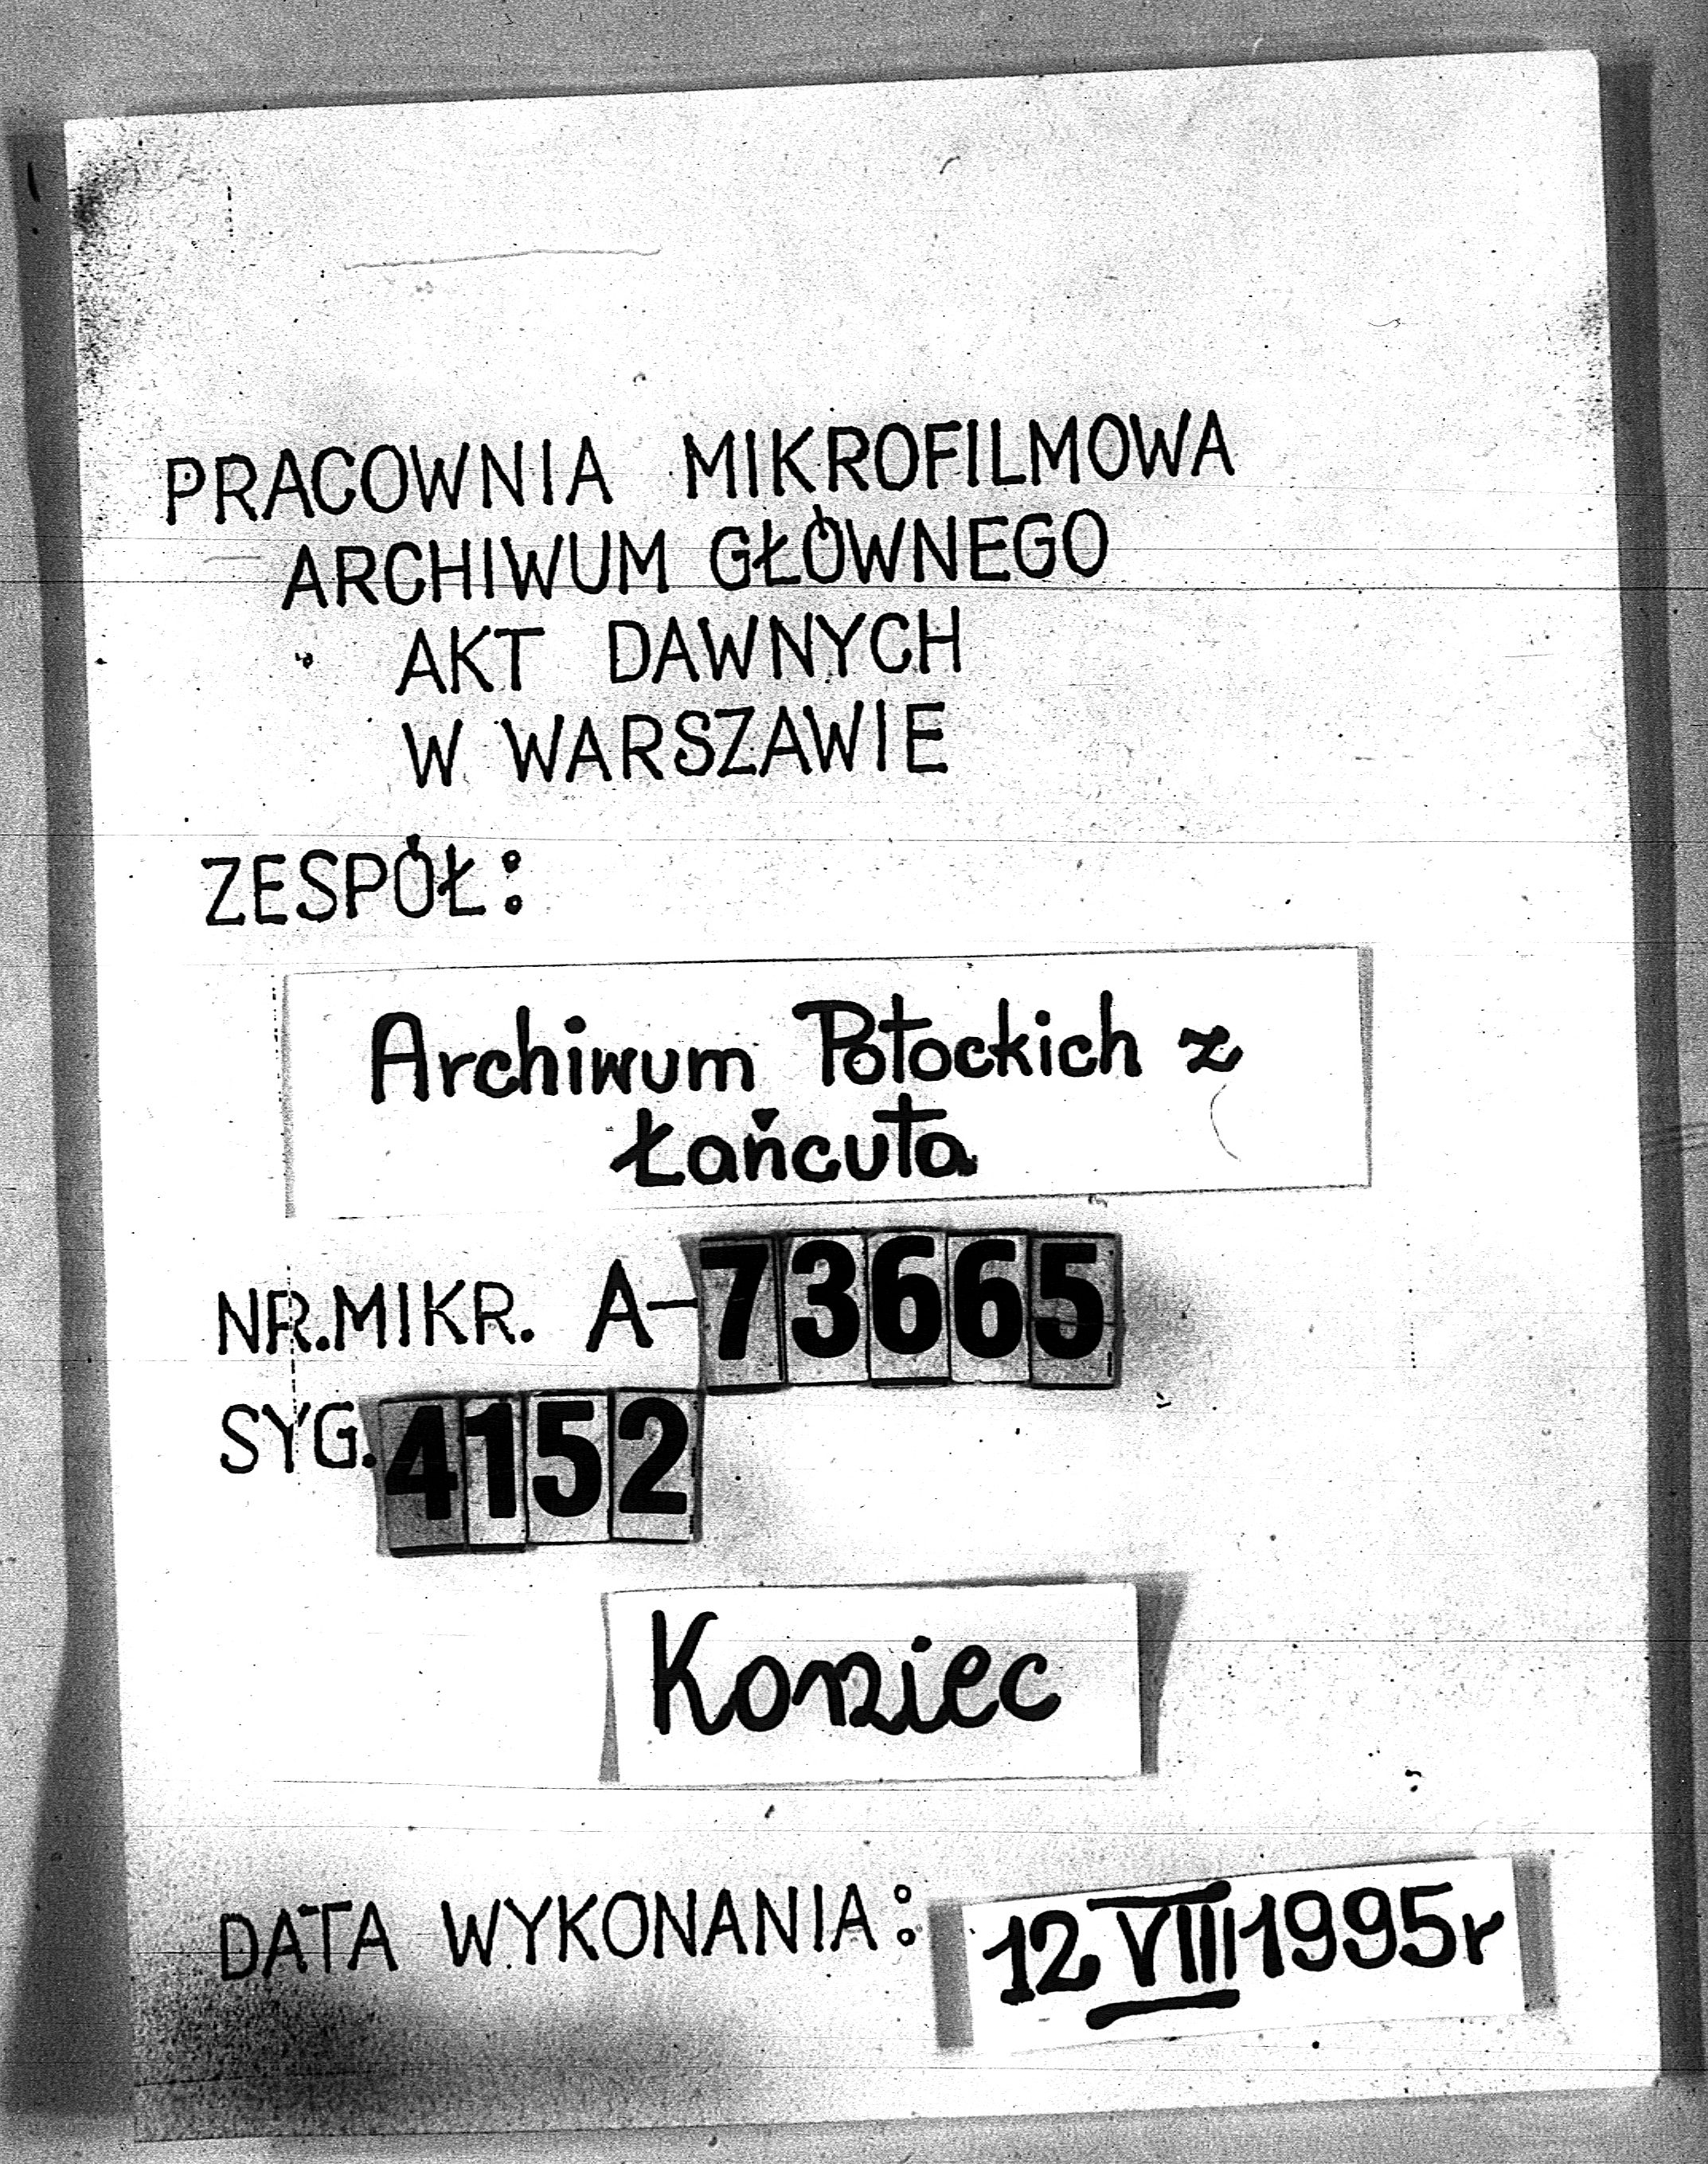 PRACOWNIA MIKROFILMOWA
ARCHIWUM GŁÓWNEGO
AKT DAWNYCH
W WARSZAWIE
ZESPÓŁ:
Archiwum Potockich z
Łańcuta
NR.MIKR. A-73665
SYG. 4152
Koniec
DATA WYKONANIA: 12 VIII 1995r